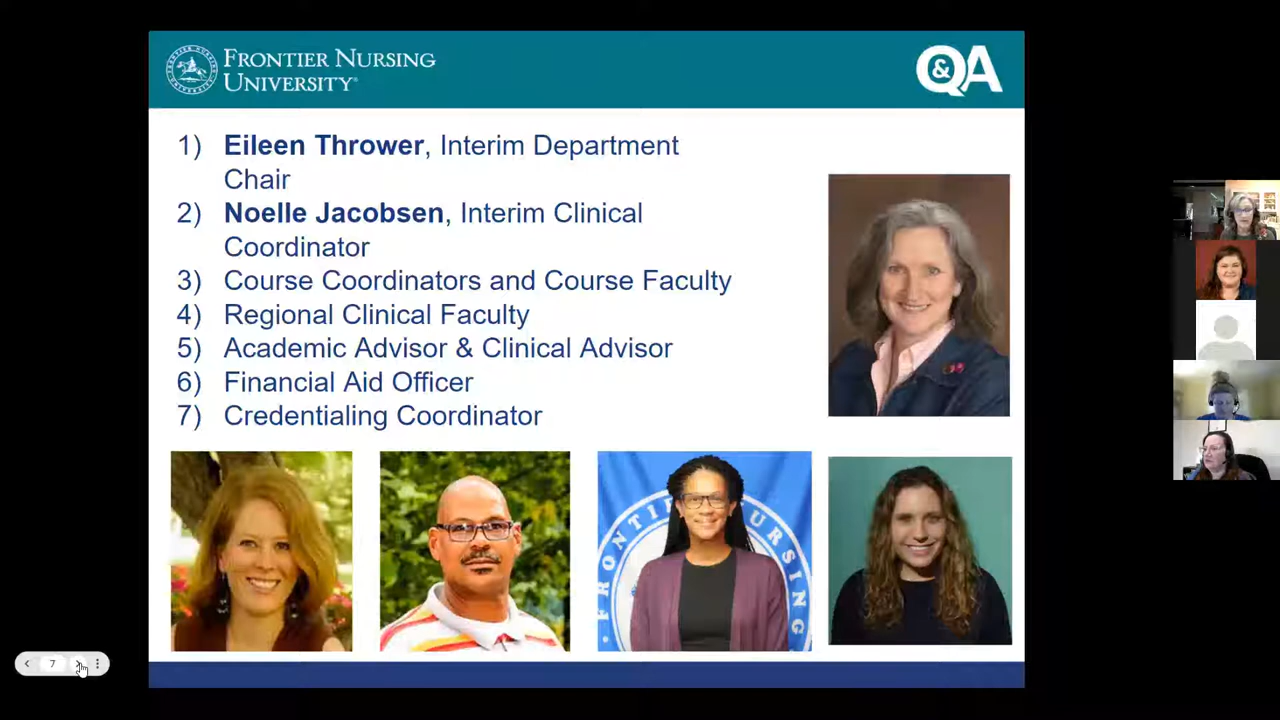 FRONTIER NURSING
UNIVERSITY®
Q&A
1) Eileen Thrower, Interim Department
Chair
2) Noelle Jacobsen, Interim Clinical
Coordinator
3) Course Coordinators and Course Faculty
4) Regional Clinical Faculty
5) Academic Advisor & Clinical Advisor
6) Financial Aid Officer
7) Credentialing Coordinator
FRONTIER NURSING
7